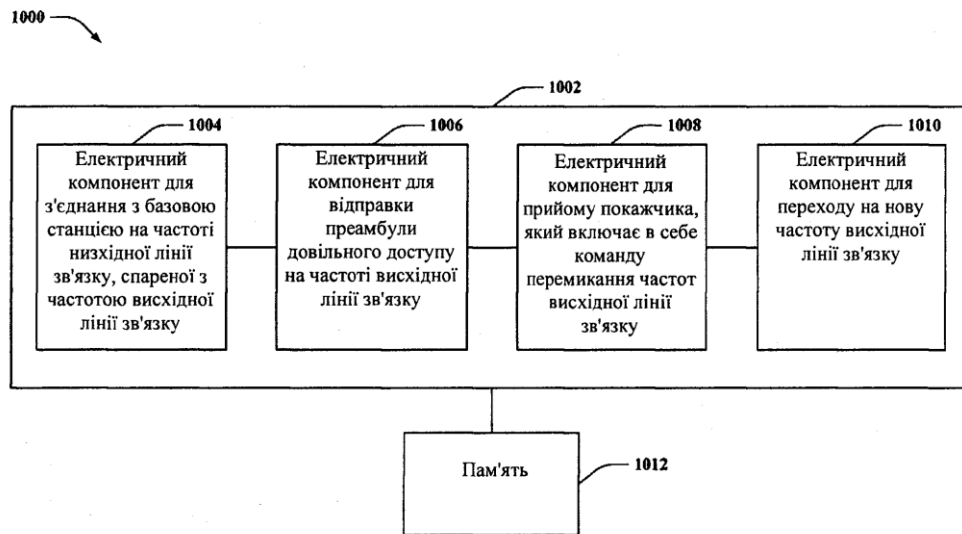 1000
1002
1004
Електричний
компонент для
з'єднання з базовою
станцією на частоті
низхідної лінії
зв'язку, спареної з
частотою висхідної
лінії зв'язку
1006
Електричний
компонент для
відправки
преамбули
довільного доступу
на частоті висхідної
лінії зв'язку
1008
Електричний
компонент для
прийому покажчика,
який включає в себе
команду
перемикання частот
висхідної лінії
зв'язку
1010
Електричний
компонент для
переходу на нову
частоту висхідної
лінії зв'язку
Пам'ять
1012